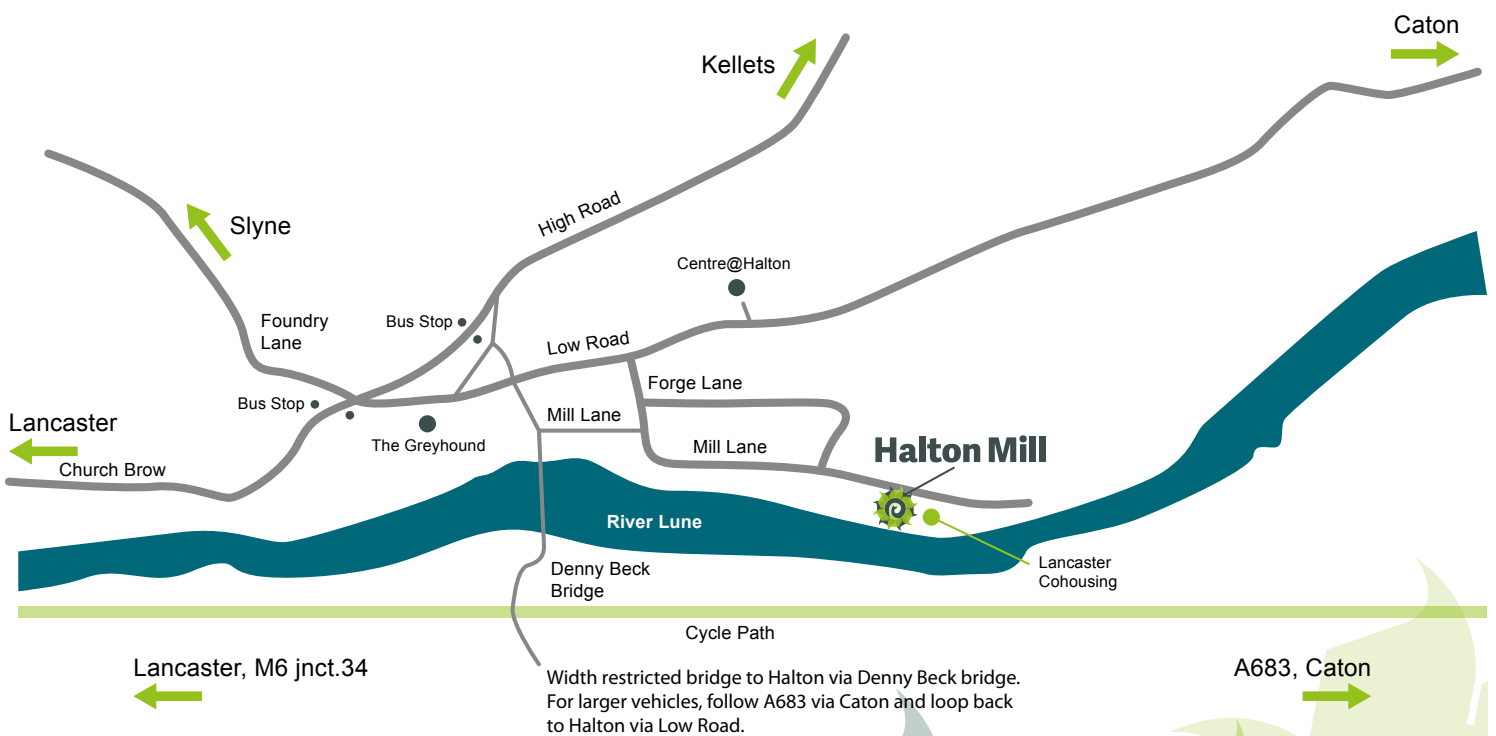 Caton
Kellets
High Road
Slyne
Centre@Halton
Foundry
Lane
Bus Stop
Low Road
Forge Lane
Bus Stop
Mill Lane
Lancaster
The Greyhound
Mill Lane
Halton Mill
Church Brow
River Lune
Denny Beck
Bridge
Lancaster
Cohousing
Cycle Path
Lancaster, M6 jnct.34
A683, Caton
Width restricted bridge to Halton via Denny Beck bridge.
For larger vehicles, follow A683 via Caton and loop back
to Halton via Low Road.